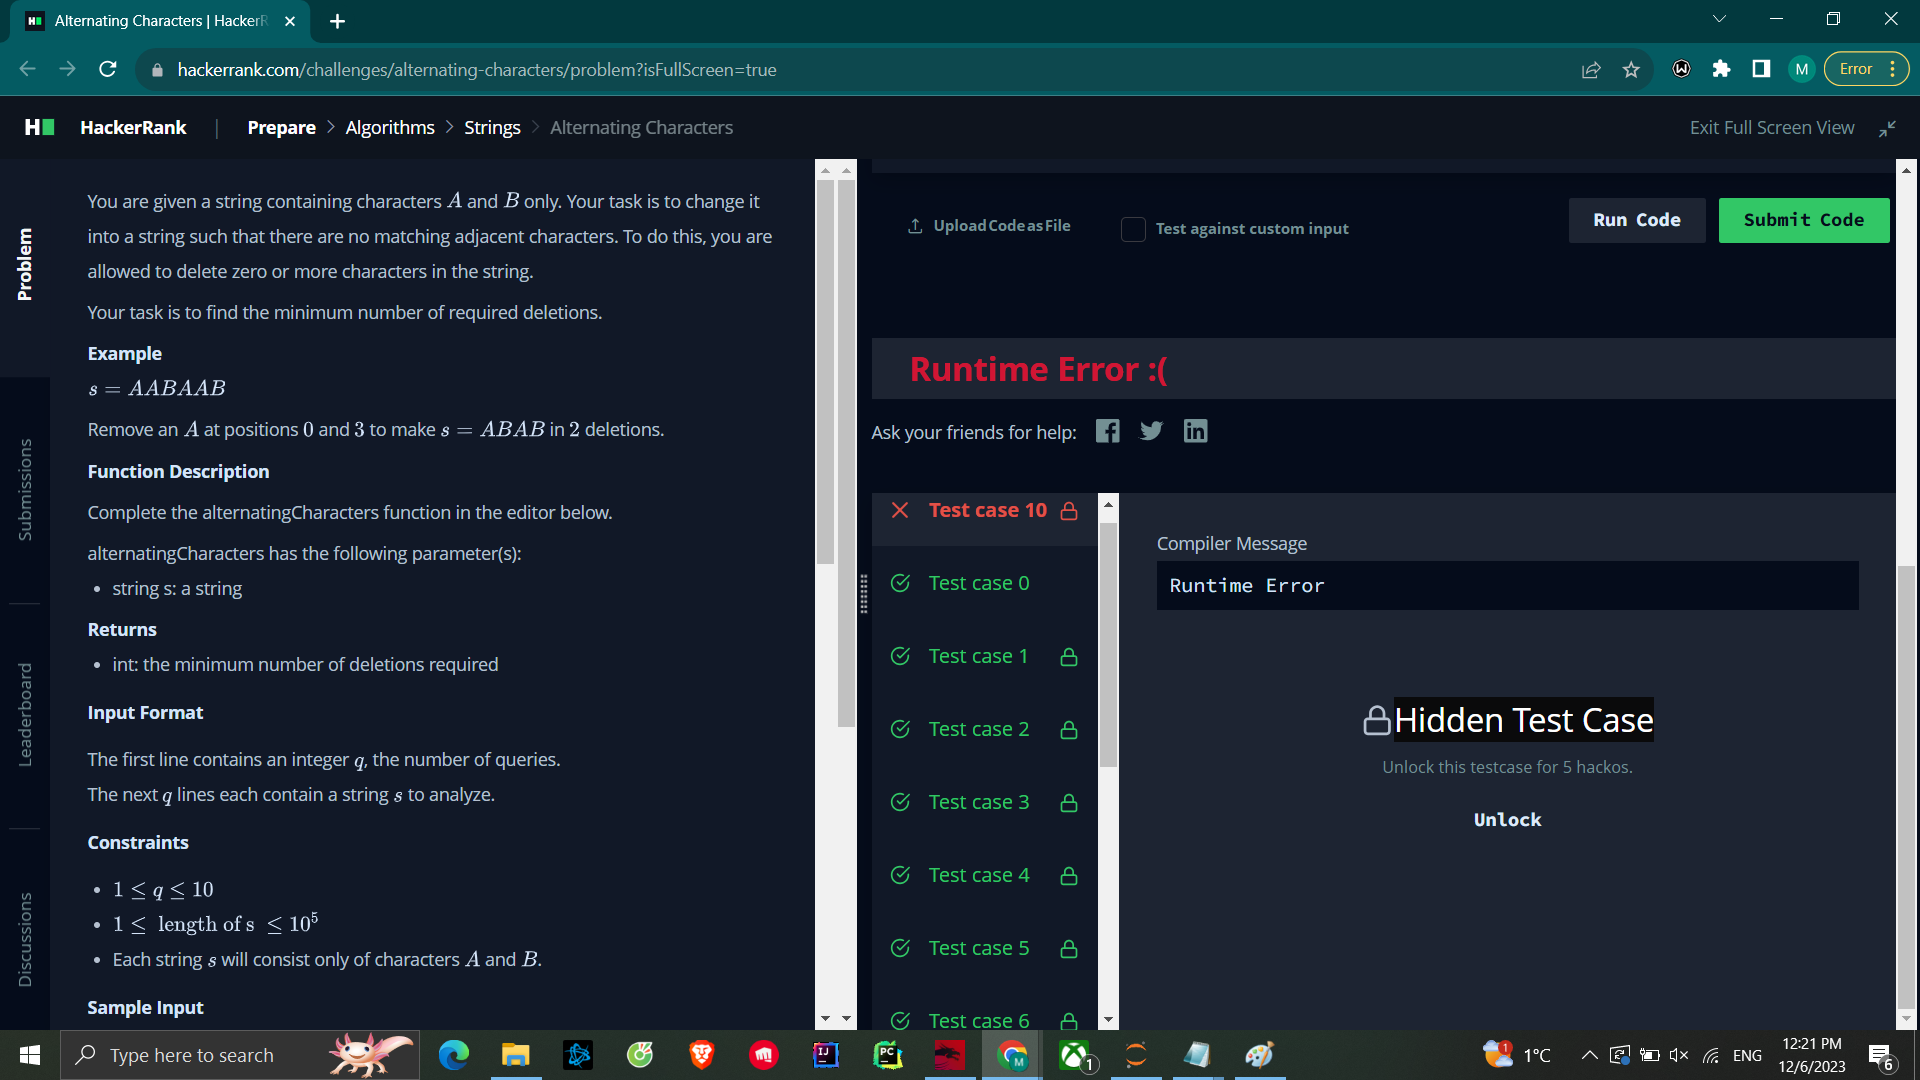 Alternating Characters | HackerR
hackerrank.com/challenges/alternating-characters/problem?isFullScreen=true
M
Error
H
HackerRank
Prepare
Algorithms
Strings
Alternating Characters
Exit Full Screen View
Problem
Submissions
Leaderboard
Discussions
You are given a string containing characters A and B only. Your task is to change it
into a string such that there are no matching adjacent characters. To do this, you are
allowed to delete zero or more characters in the string.
Your task is to find the minimum number of required deletions.
Example
s = AABAAB
Remove an A at positions 0 and 3 to make s = ABAB in 2 deletions.
Function Description
Complete the alternatingCharacters function in the editor below.
alternatingCharacters has the following parameter(s):
• string s: a string
Returns
• int: the minimum number of deletions required
Input Format
The first line contains an integer q, the number of queries.
The next q lines each contain a string s to analyze.
Constraints
• 1 ≤ q ≤ 10
• 1 ≤ length of s ≤ 10⁵
• Each string s will consist only of characters A and B.
Sample Input
Upload Code as File
Test against custom input
Run Code
Submit Code
Runtime Error :(
Ask your friends for help:
Test case 10
Test case 0
Test case 1
Test case 2
Test case 3
Test case 4
Test case 5
Test case 6
Compiler Message
Runtime Error
Hidden Test Case
Unlock this testcase for 5 hackos.
Unlock
Type here to search
IJ
PC
M
1
1
1°C
ENG
12:21 PM
12/6/2023
6